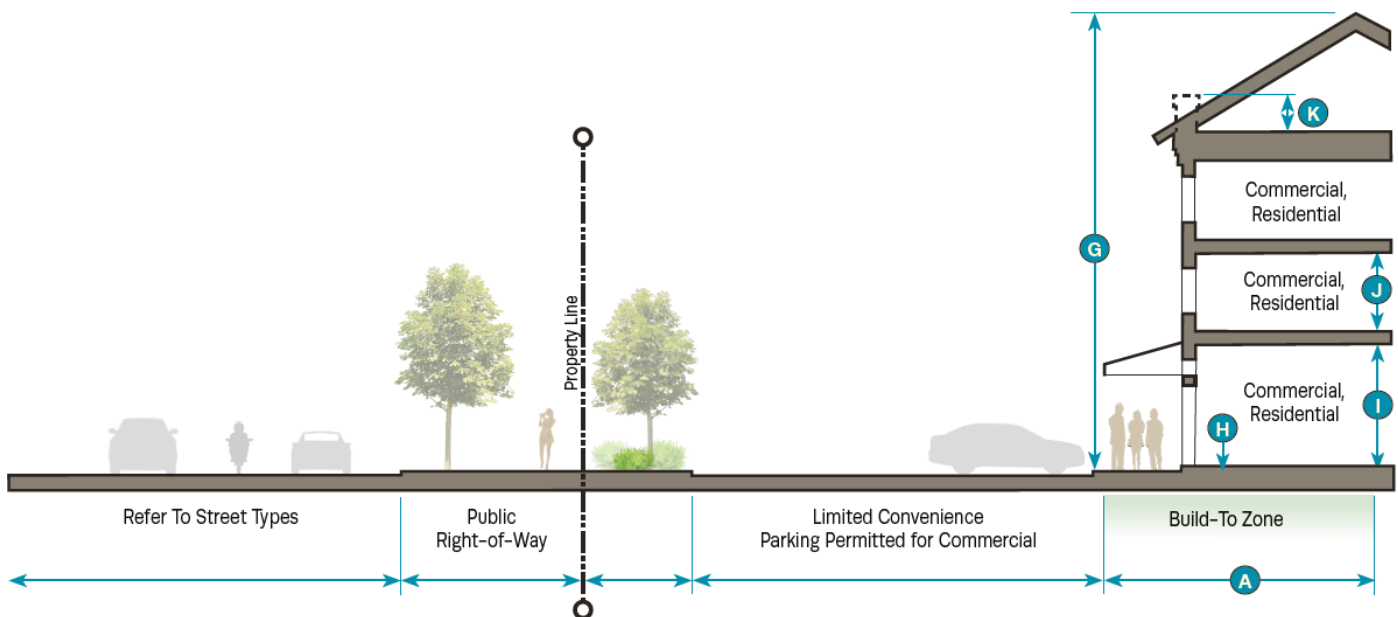 K
Commercial,
Residential
G
Commercial,
Residential
J
Property Line
Commercial,
Residential
I
H
Refer To Street Types
Public
Right-of-Way
Limited Convenience
Parking Permitted for Commercial
Build-To Zone
A